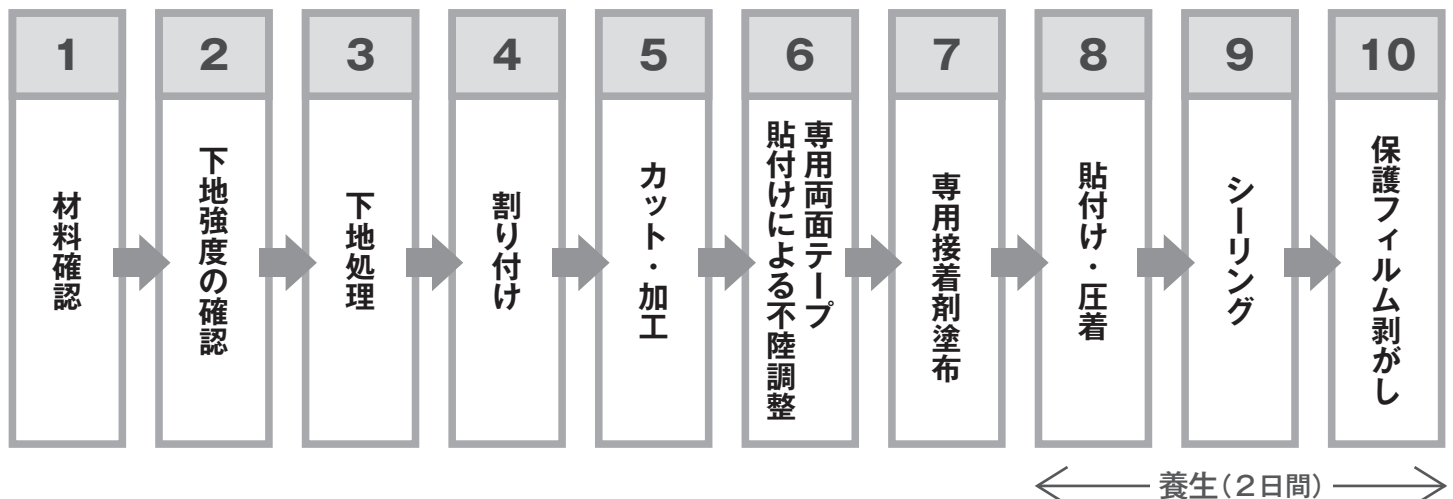 1
材料確認
2
下地強度の確認
3
下地処理
4
割り付け
5
カット・加工
6
専用両面テープ
貼付けによる不陸調整
7
専用接着剤塗布
8
貼付け・圧着
9
シーリング
10
保護フィルム剥がし
養生(2日間)